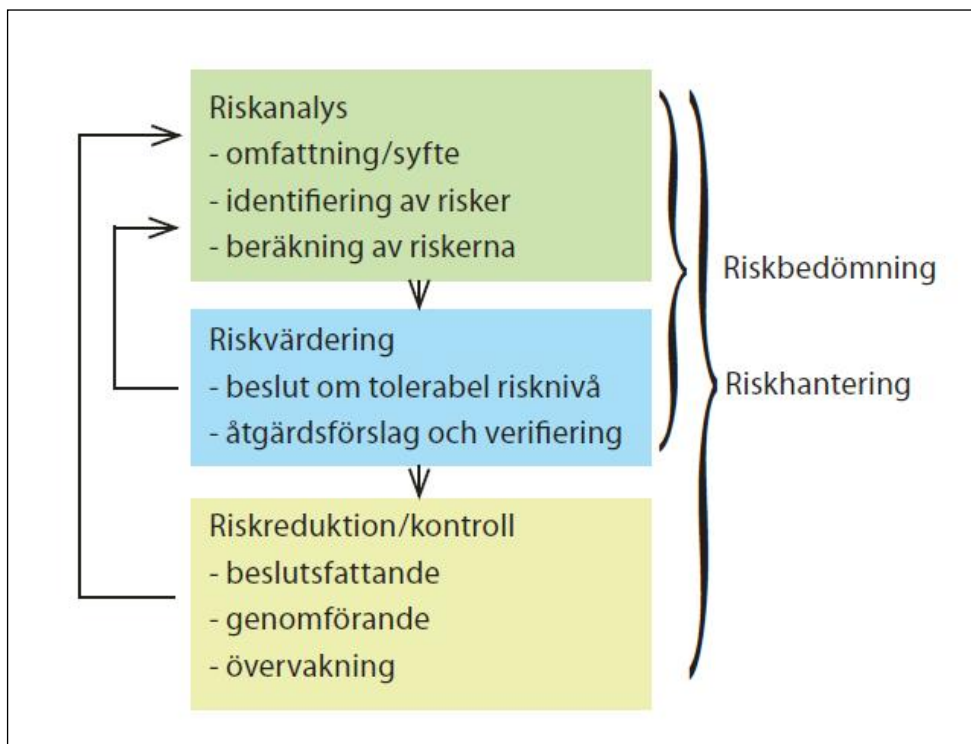 Riskanalys
- omfattning/syfte
- identifiering av risker
- beräkning av riskerna
Riskvärdering
- beslut om tolerabel risknivå
- åtgärdsförslag och verifiering
Riskreduktion/kontroll
- beslutsfattande
- genomförande
- övervakning
Riskbedömning
Riskhantering